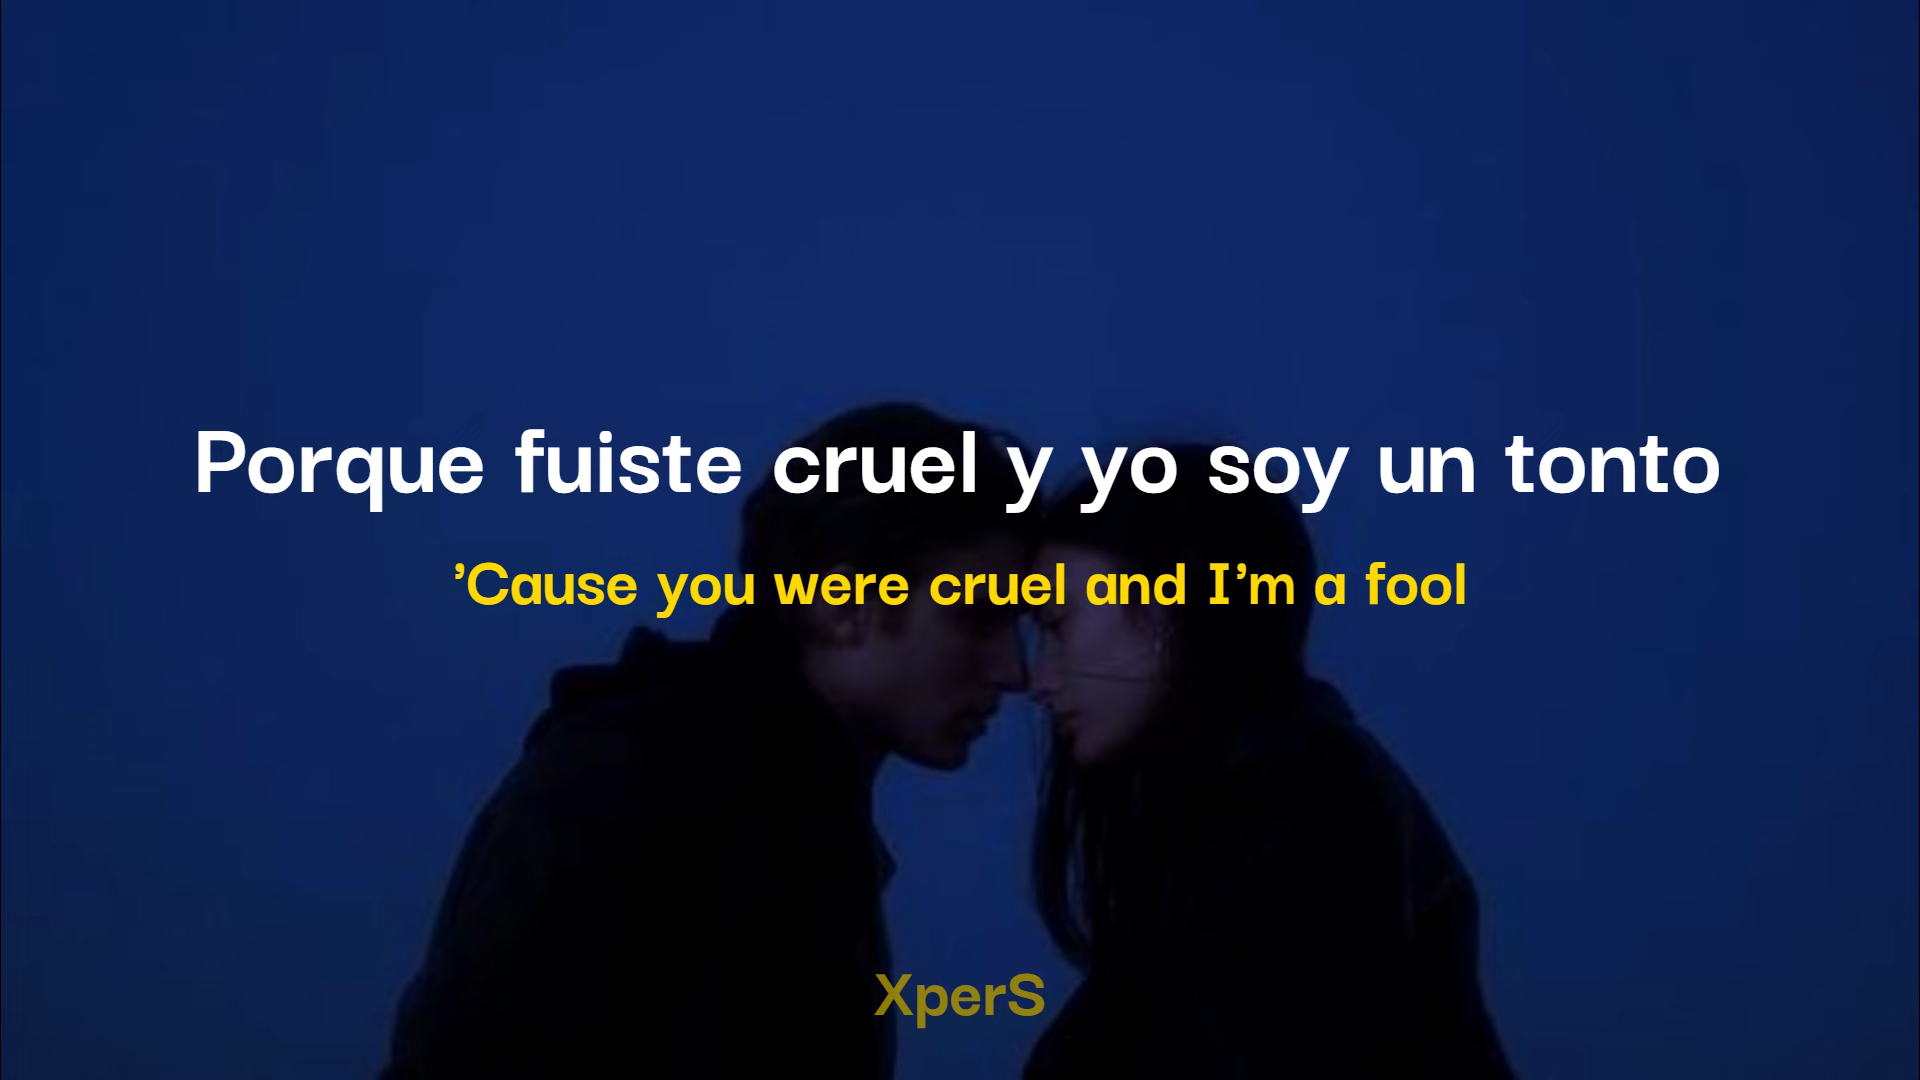 Porque fuiste cruel y yo soy un tonto
’Cause you were cruel and I’m a fool
XperS